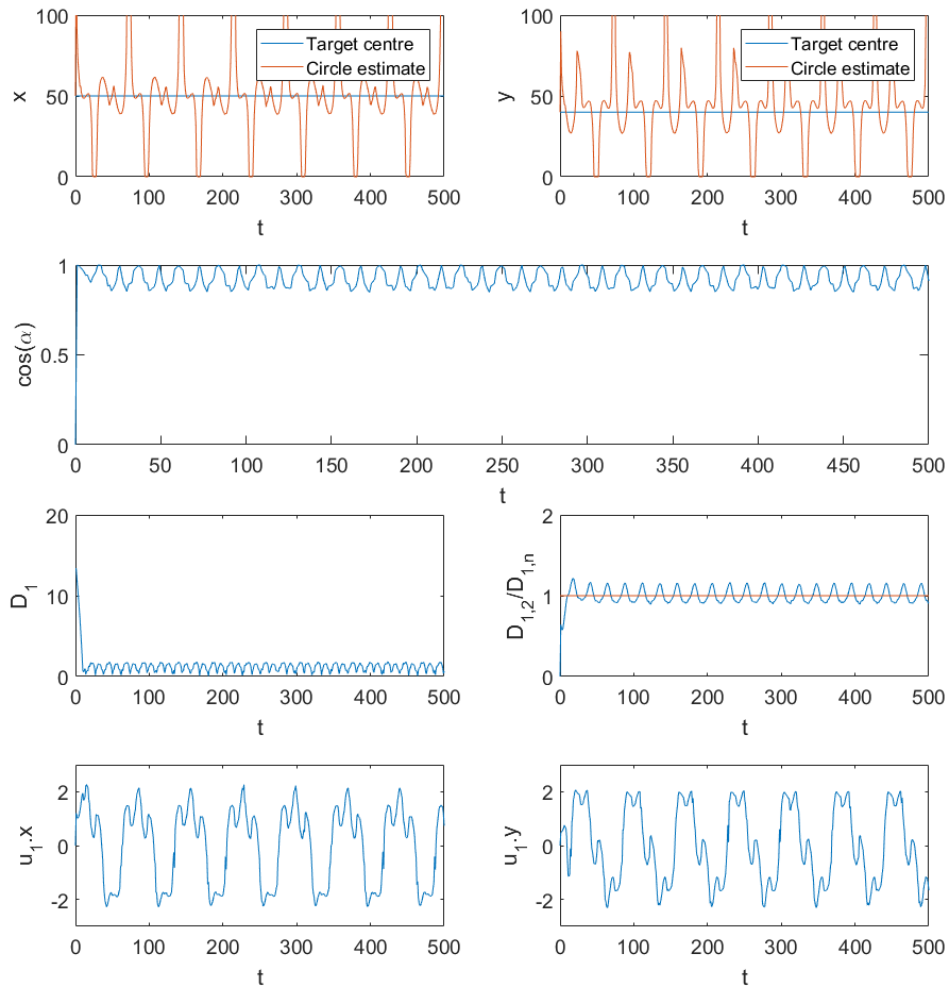 100
50
0
x
0 100 200 300 400 500
t
Target centre
Circle estimate
100
50
0
y
0 100 200 300 400 500
t
Target centre
Circle estimate
1
0.5
0
cos(α)
0 50 100 150 200 250 300 350 400 450 500
t
20
10
0
D₁
0 100 200 300 400 500
t
2
1
0
D₁,₂/D₁,ₙ
0 100 200 300 400 500
t
2
0
-2
u₁.x
0 100 200 300 400 500
t
2
0
-2
u₁.y
0 100 200 300 400 500
t